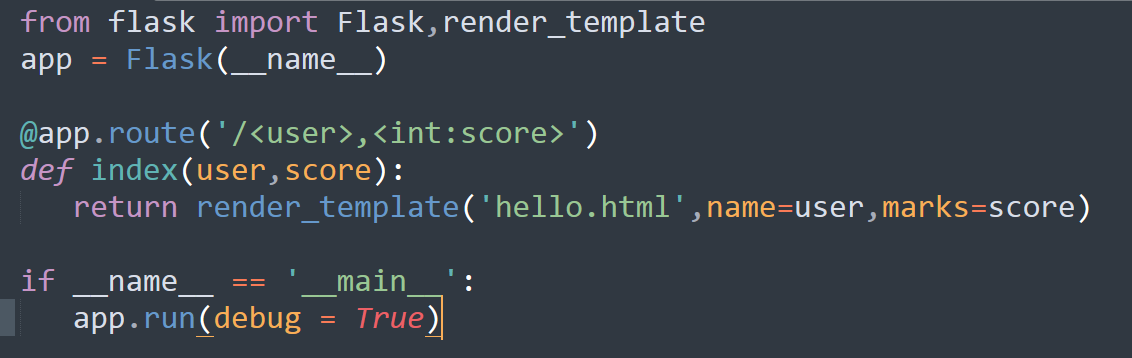 from flask import Flask,render_template
app = Flask(__name__)
@app.route('/<user>,<int:score>')
def index(user,score):
return render_template('hello.html',name=user,marks=score)
if __name__ == '__main__':
app.run(debug = True)